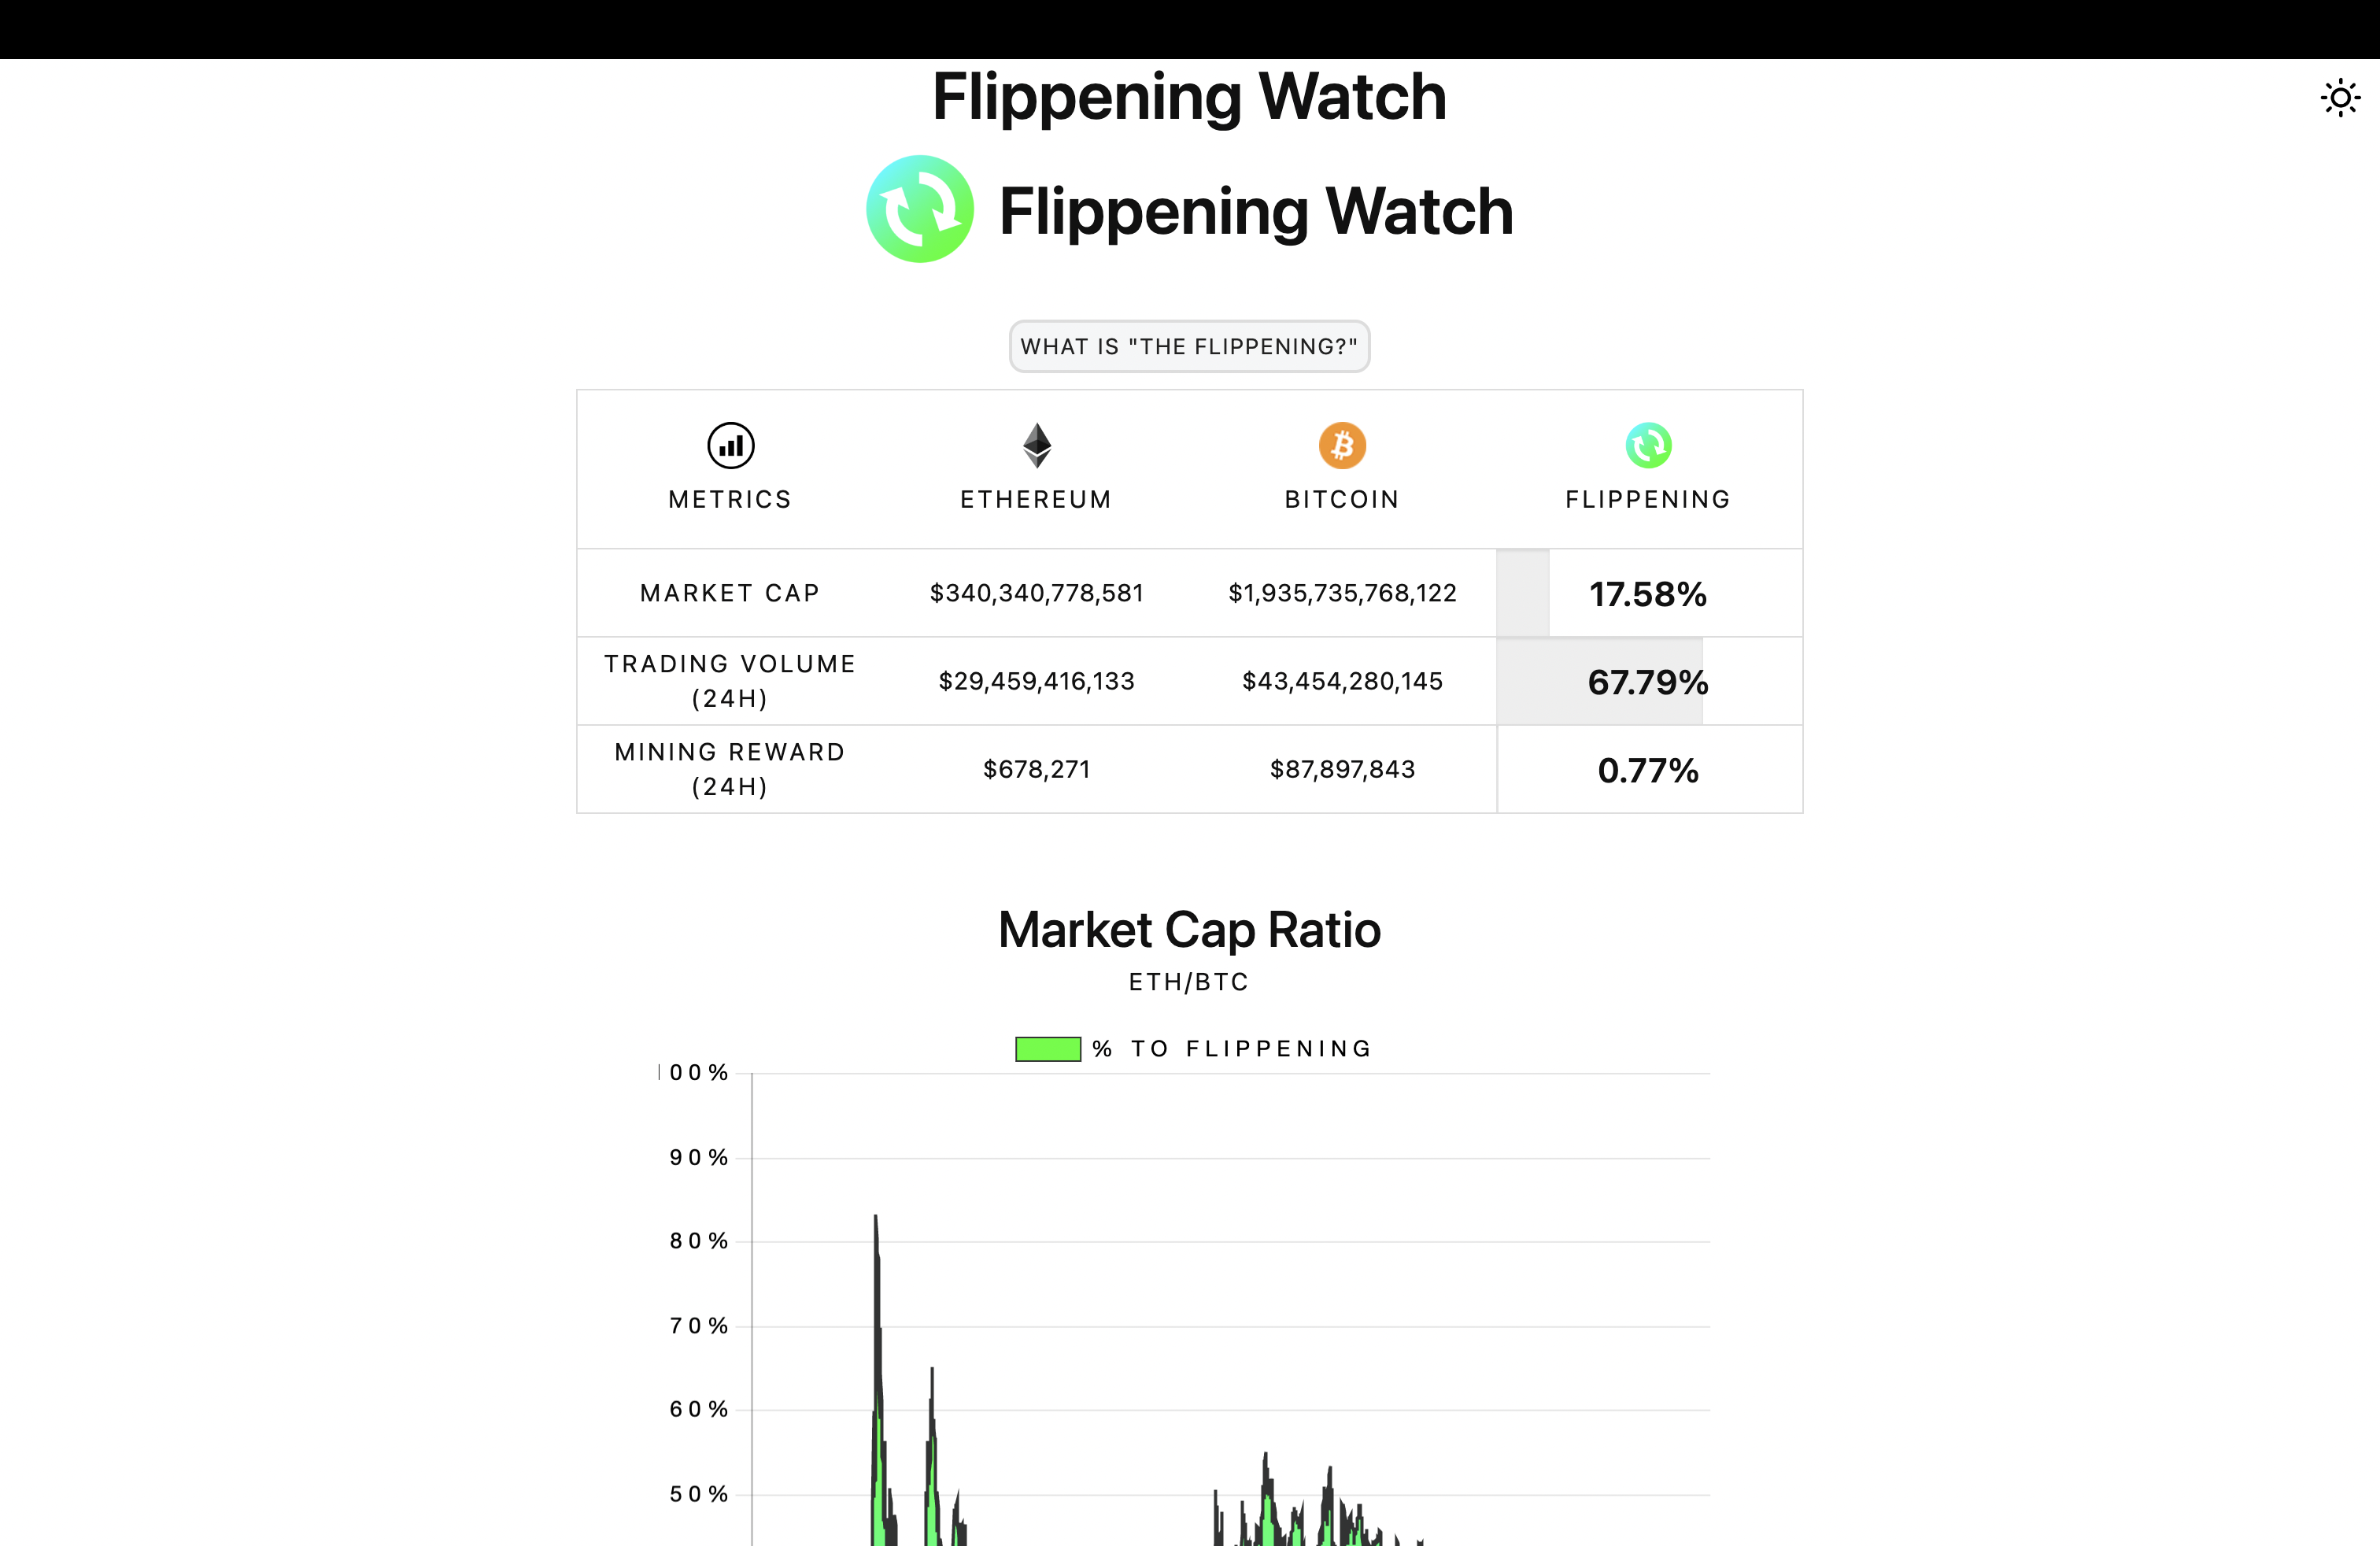 Flippening Watch
Flippening Watch
WHAT IS "THE FLIPPENING?"
METRICS ETHEREUM BITCOIN FLIPPENING
MARKET CAP $340,340,778,581 $1,935,735,768,122 17.58%
TRADING VOLUME (24H) $29,459,416,133 $43,454,280,145 67.79%
MINING REWARD (24H) $678,271 $87,897,843 0.77%
Market Cap Ratio
ETH/BTC
% TO FLIPPENING
100%
90%
80%
70%
60%
50%